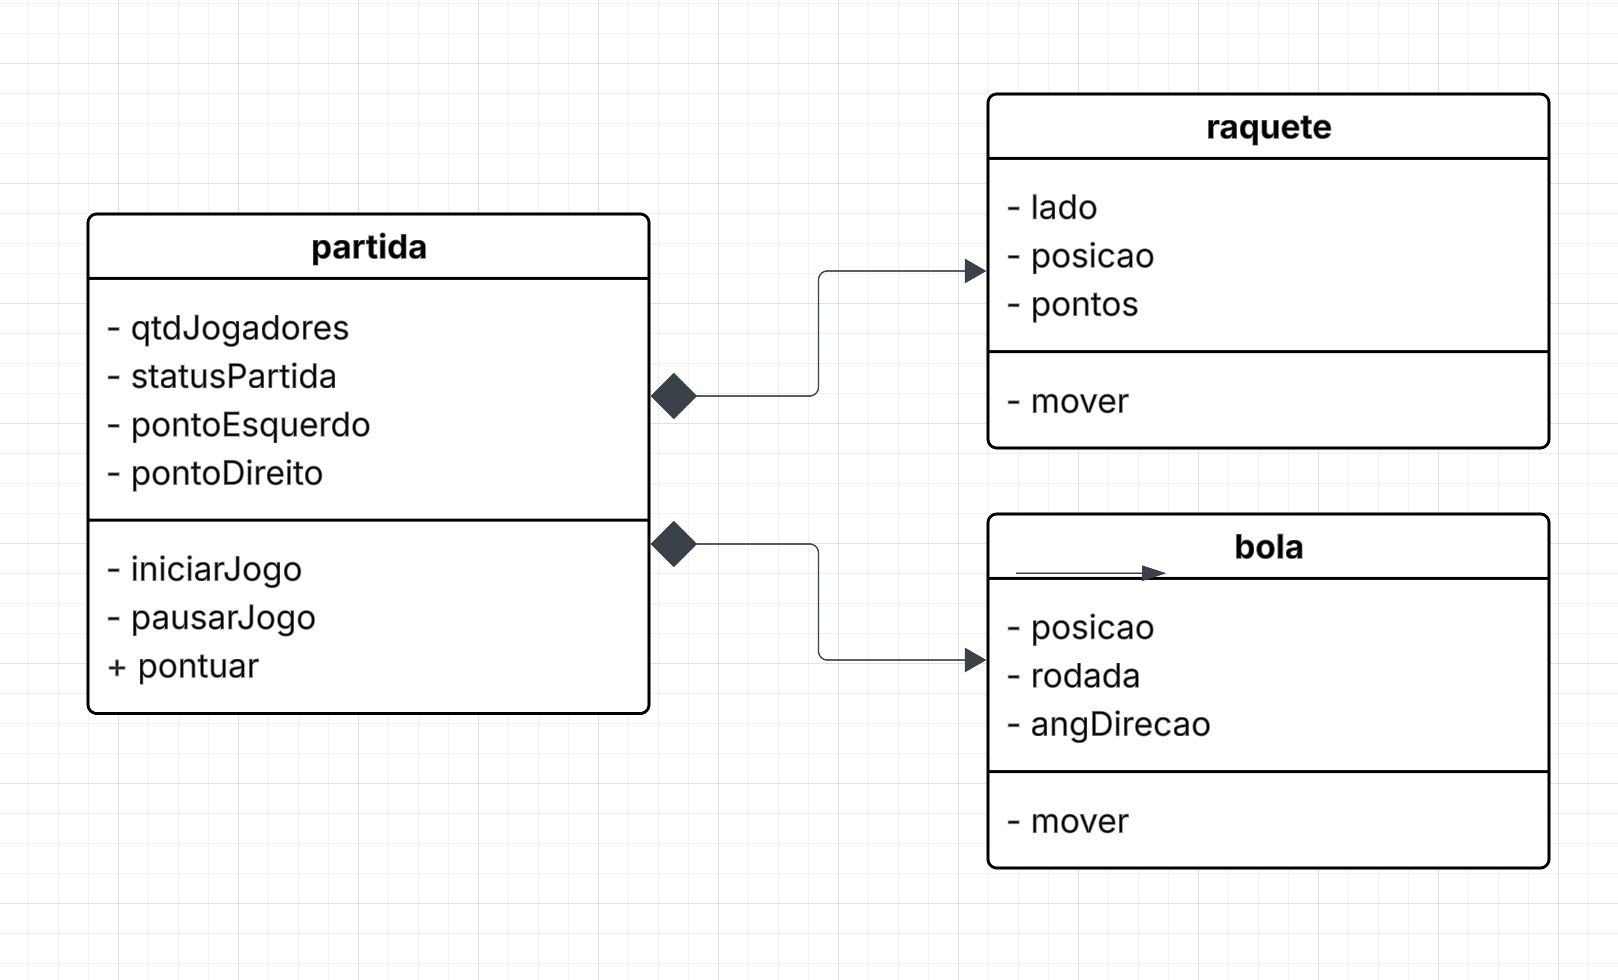 partida
- qtdJogadores
- statusPartida
- pontoEsquerdo
- pontoDireito
- iniciarJogo
- pausarJogo
+ pontuar
raquete
- lado
- posicao
- pontos
- mover
bola
- posicao
- rodada
- angDirecao
- mover